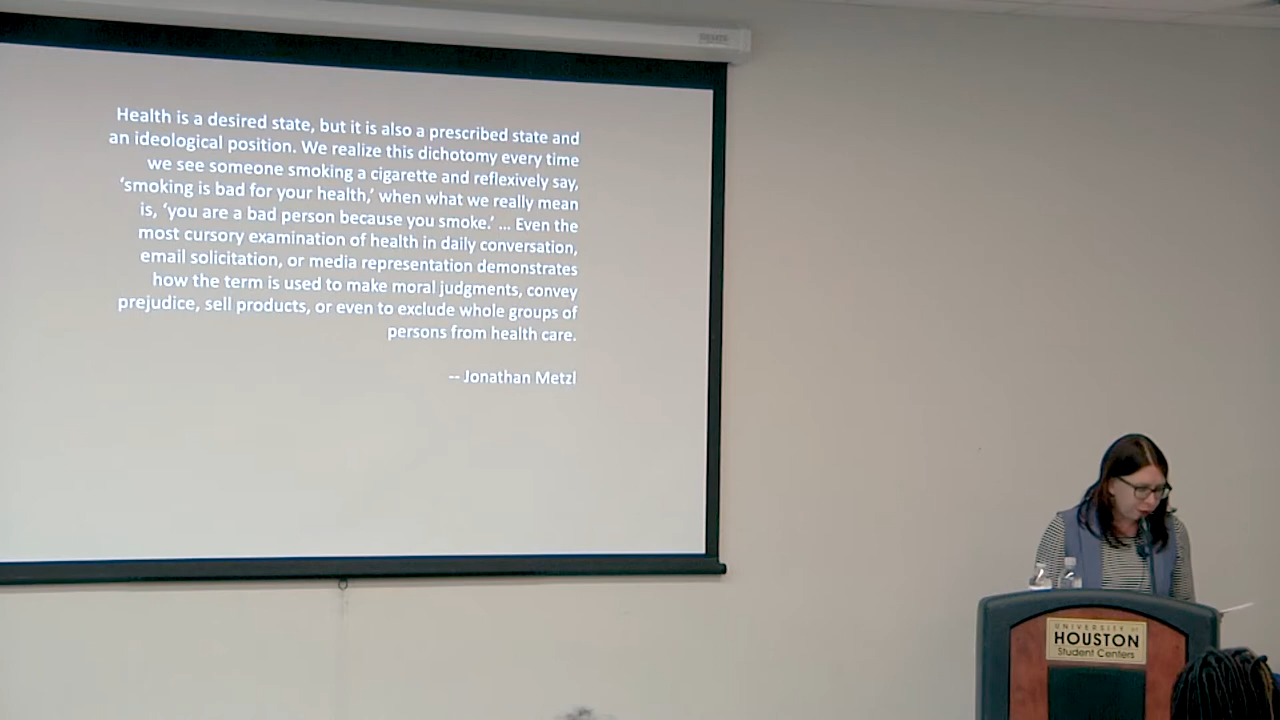 Health is a desired state, but it is also a prescribed state and
an ideological position. We realize this dichotomy every time
we see someone smoking a cigarette and reflexively say,
‘smoking is bad for your health,’ when what we really mean
is, ‘you are a bad person because you smoke.’ ... Even the
most cursory examination of health in daily conversation,
email solicitation, or media representation demonstrates
how the term is used to make moral judgments, convey
prejudice, sell products, or even to exclude whole groups of
persons from health care.
-- Jonathan Metzl
UNIVERSITY of
HOUSTON
Student Centers